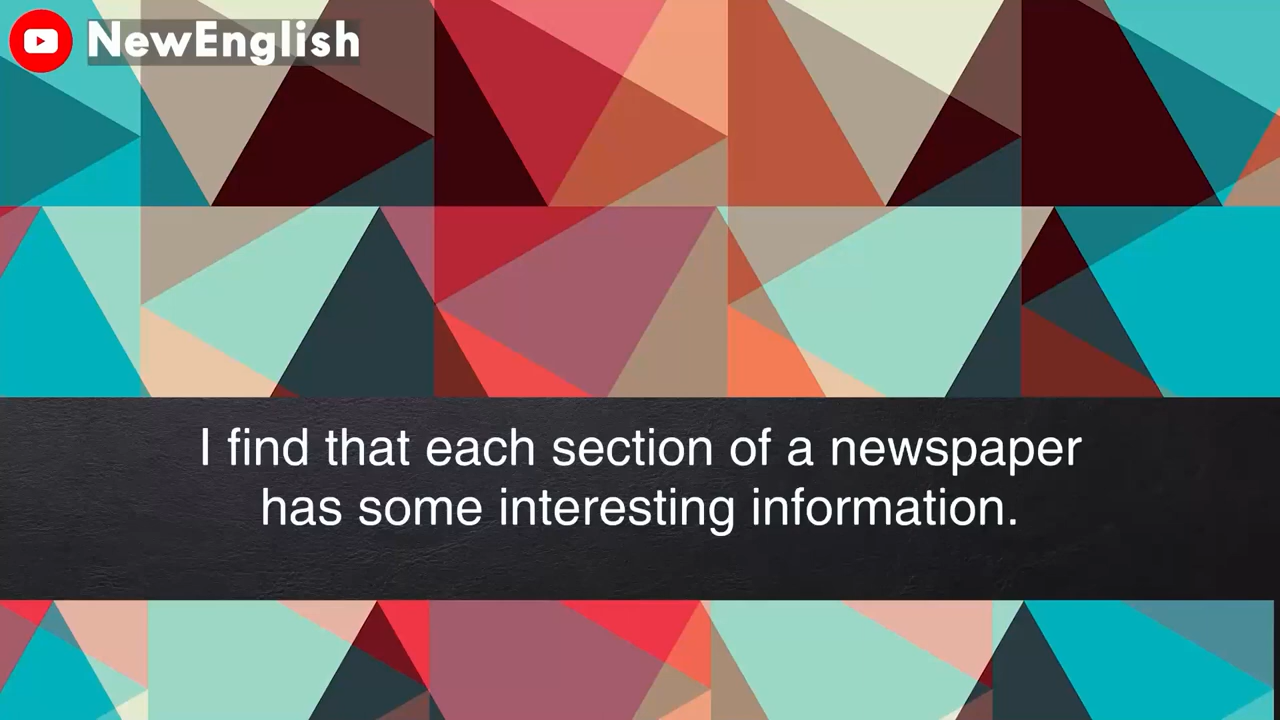 NewEnglish
I find that each section of a newspaper
has some interesting information.